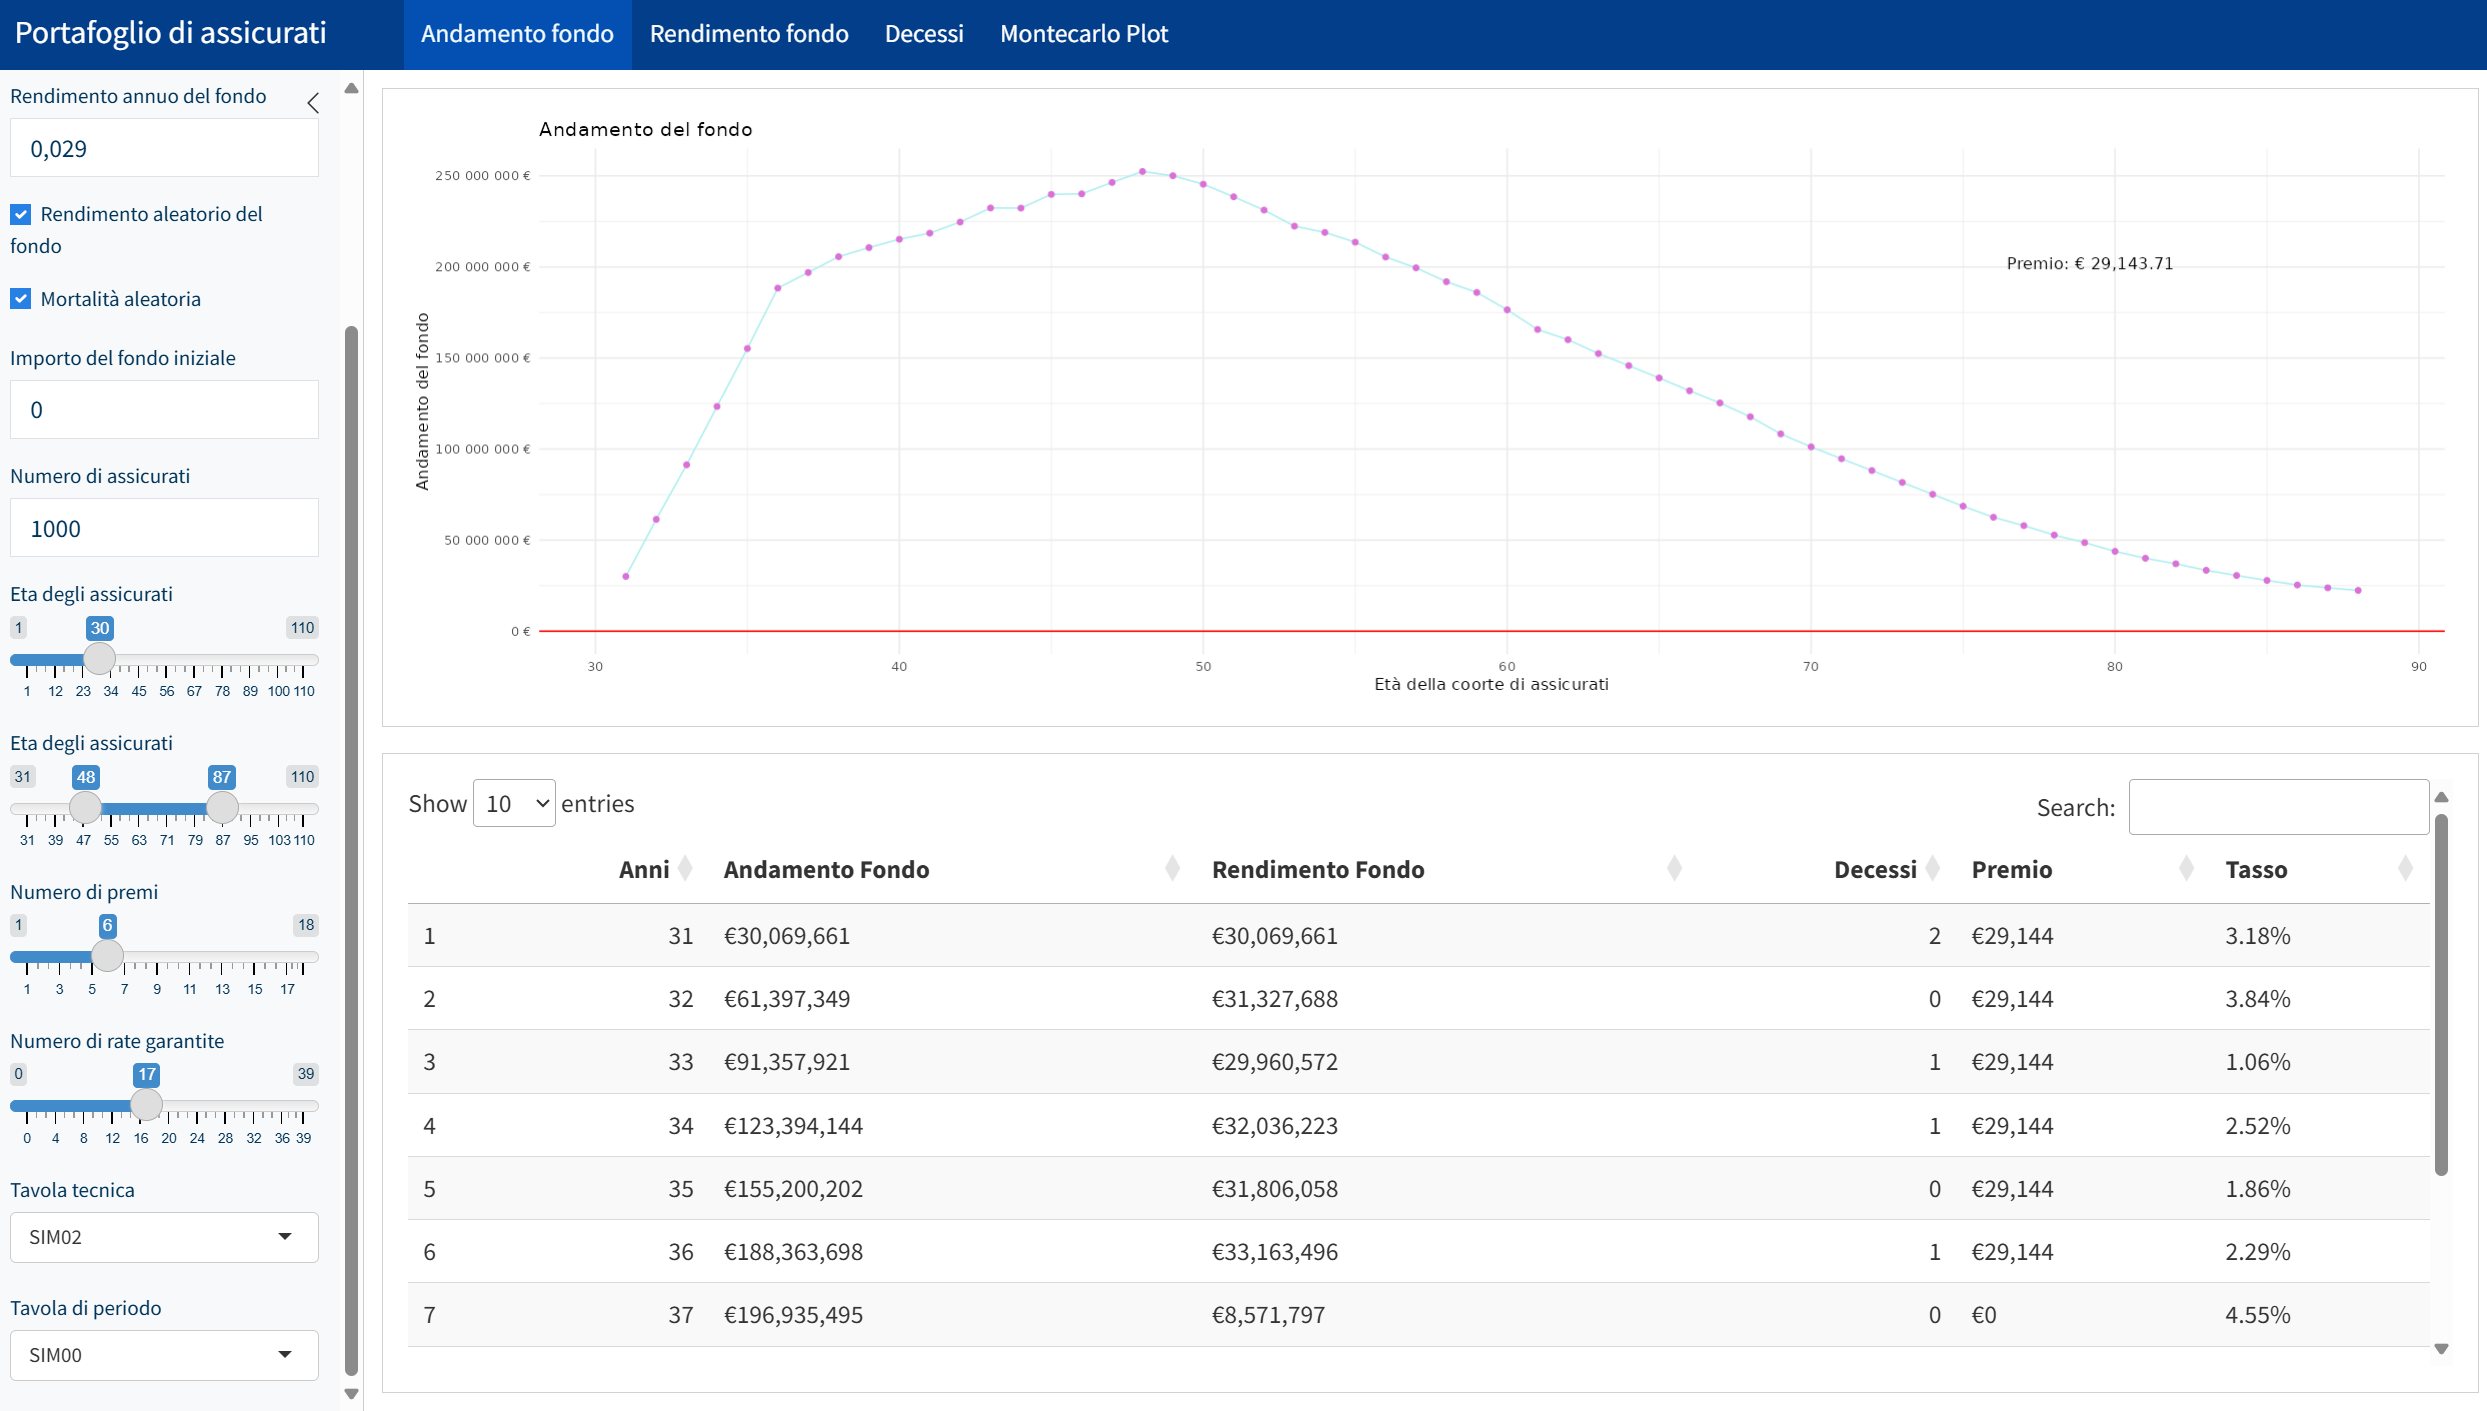 Portafoglio di assicurati
Andamento fondo
Rendimento fondo
Decessi
Montecarlo Plot
Rendimento annuo del fondo
0,029
Rendimento aleatorio del
fondo
Mortalità aleatoria
Importo del fondo iniziale
0
Numero di assicurati
1000
Eta degli assicurati
1 30 110
1 12 23 34 45 56 67 78 89 100 110
Eta degli assicurati
31 48 87 110
31 39 47 55 63 71 79 87 95 103 110
Numero di premi
1 6 18
1 3 5 7 9 11 13 15 17
Numero di rate garantite
0 17 39
0 4 8 12 16 20 24 28 32 36 39
Tavola tecnica
SIM02
Tavola di periodo
SIM00
Andamento del fondo
Andamento del fondo
250 000 000 €
200 000 000 €
150 000 000 €
100 000 000 €
50 000 000 €
0 €
Premio: € 29,143.71
30 40 50 60 70 80 90
Età della coorte di assicurati
Show 10 entries
Search:
Anni Andamento Fondo Rendimento Fondo Decessi Premio Tasso
1 31 €30,069,661 €30,069,661 2 €29,144 3.18%
2 32 €61,397,349 €31,327,688 0 €29,144 3.84%
3 33 €91,357,921 €29,960,572 1 €29,144 1.06%
4 34 €123,394,144 €32,036,223 1 €29,144 2.52%
5 35 €155,200,202 €31,806,058 0 €29,144 1.86%
6 36 €188,363,698 €33,163,496 1 €29,144 2.29%
7 37 €196,935,495 €8,571,797 0 €0 4.55%